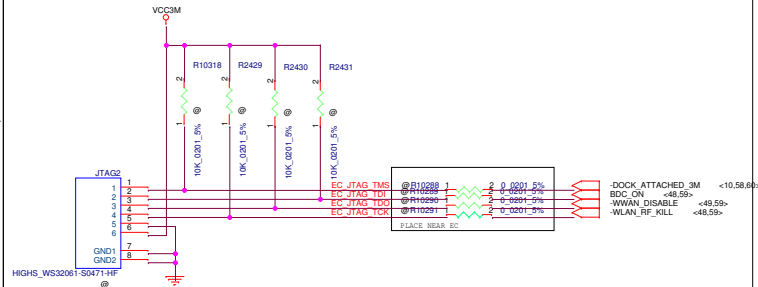 VCC3M
R10318
R2429
R2430
R2431
2 2 2 2
@ @ @ @
1 1 1 1
10K_0201_5%
10K_0201_5%
10K_0201_5%
10K_0201_5%
JTAG2
1 1
2 2
3 3
4 4
5 5
6 6
GND1 7
GND2 8
HIGHS_WS32061-S0471-HF
@
EC_JTAG_TMS @R10288 1 2 0_0201_5% -DOCK_ATTACHED_3M <10,58,60>
EC_JTAG_TDI @R10289 1 2 0_0201_5% BDC_ON <48,59>
EC_JTAG_TDO @R10290 1 2 0_0201_5% -WWAN_DISABLE <49,59>
EC_JTAG_TCK @R10291 1 2 0_0201_5% -WLAN_RF_KILL <48,59>
PLACE NEAR EC